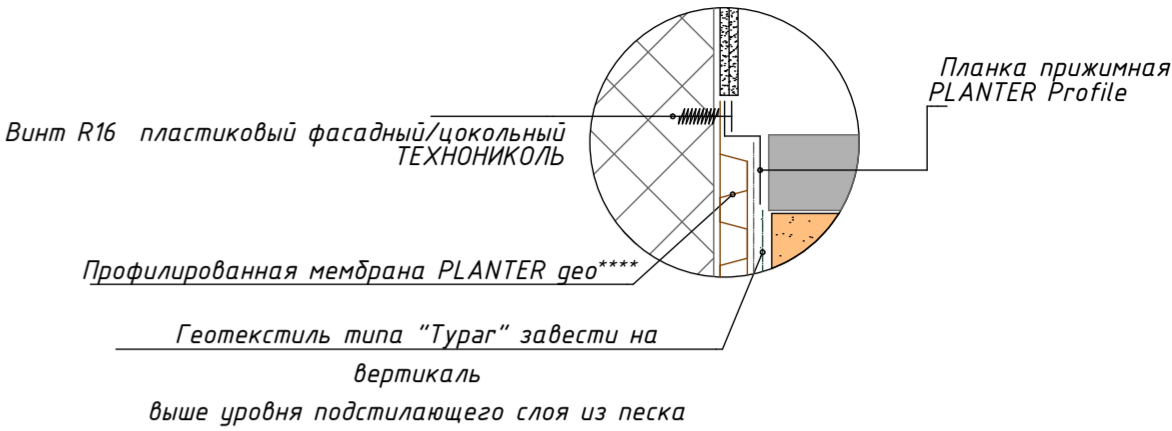 Планка прижимная
PLANTER Profile
Винт R16 пластиковый фасадный/цокольный
ТЕХНОНИКОЛЬ
Профилированная мембрана PLANTER geo****
Геотекстиль типа "Typar" завести на
вертикаль
выше уровня подстилающего слоя из песка